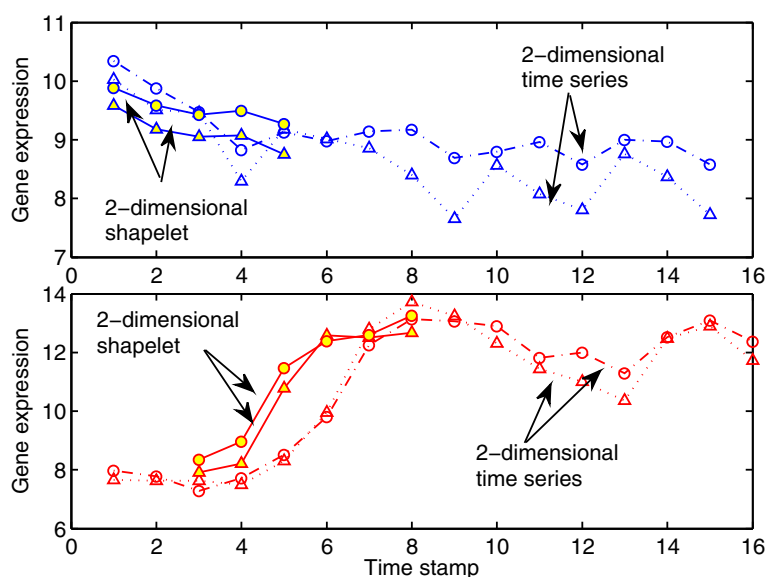 11
10
9
8
7
Gene expression
2−dimensional
time series
2−dimensional
shapelet
0 2 4 6 8 10 12 14 16
14
12
10
8
6
Gene expression
2−dimensional
shapelet
2−dimensional
time series
0 2 4 6 8 10 12 14 16
Time stamp